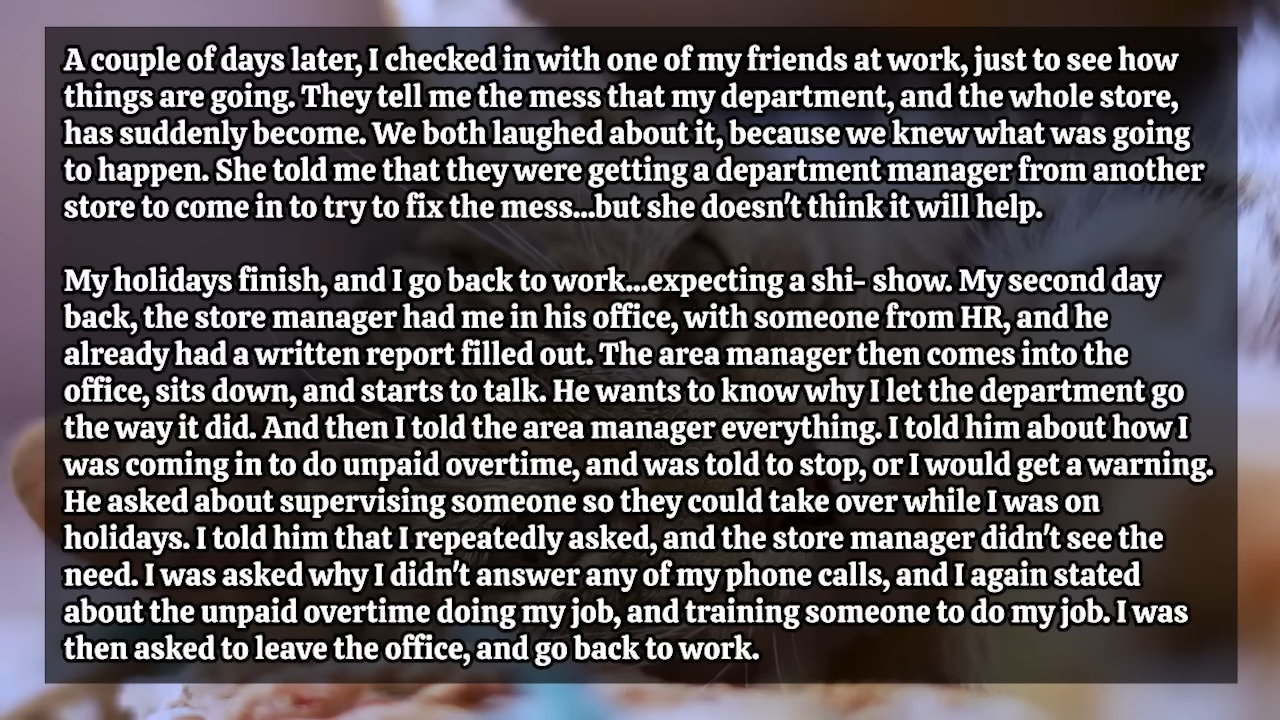 A couple of days later, I checked in with one of my friends at work, just to see how
things are going. They tell me the mess that my department, and the whole store,
has suddenly become. We both laughed about it, because we knew what was going
to happen. She told me that they were getting a department manager from another
store to come in to try to fix the mess...but she doesn't think it will help.

My holidays finish, and I go back to work...expecting a shi- show. My second day
back, the store manager had me in his office, with someone from HR, and he
already had a written report filled out. The area manager then comes into the
office, sits down, and starts to talk. He wants to know why I let the department go
the way it did. And then I told the area manager everything. I told him about how I
was coming in to do unpaid overtime, and was told to stop, or I would get a warning.
He asked about supervising someone so they could take over while I was on
holidays. I told him that I repeatedly asked, and the store manager didn't see the
need. I was asked why I didn't answer any of my phone calls, and I again stated
about the unpaid overtime doing my job, and training someone to do my job. I was
then asked to leave the office, and go back to work.